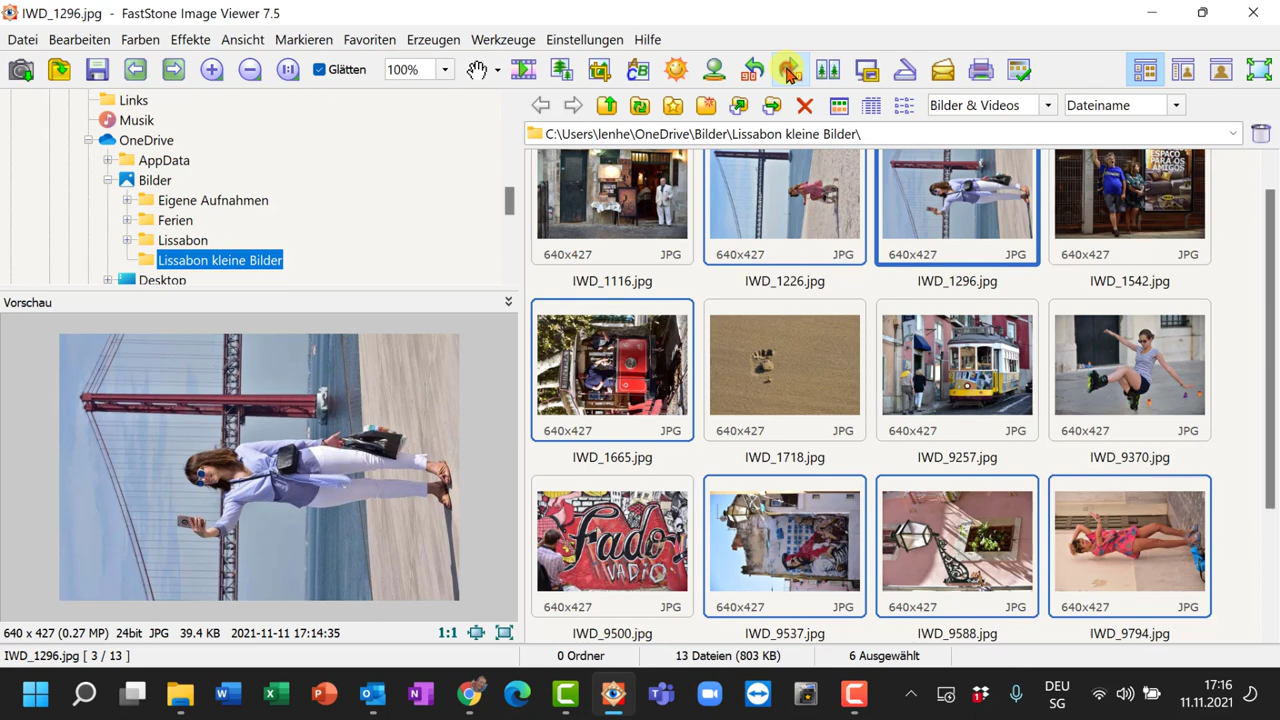 IWD_1296.jpg - FastStone Image Viewer 7.5
Datei Bearbeiten Farben Effekte Ansicht Markieren Favoriten Erzeugen Werkzeuge Einstellungen Hilfe
Glätten 100%
Bilder & Videos Dateiname
C:\Users\lenhe\OneDrive\Bilder\Lissabon kleine Bilder\
Links
Musik
OneDrive
AppData
Bilder
Eigene Aufnahmen
Ferien
Lissabon
Lissabon kleine Bilder
Desktop
Vorschau
ESPAÇO
PARA OS
AMIGOS
640x427 JPG 640x427 JPG 640x427 JPG 640x427 JPG
IWD_1116.jpg IWD_1226.jpg IWD_1296.jpg IWD_1542.jpg
640x427 JPG 640x427 JPG 640x427 JPG 640x427 JPG
IWD_1665.jpg IWD_1718.jpg IWD_9257.jpg IWD_9370.jpg
Fado
VADIO
640x427 JPG 640x427 JPG 640x427 JPG 640x427 JPG
IWD_9500.jpg IWD_9537.jpg IWD_9588.jpg IWD_9794.jpg
640 x 427 (0.27 MP) 24bit JPG 39.4 KB 2021-11-11 17:14:35 1:1
IWD_1296.jpg [ 3 / 13 ] 0 Ordner 13 Dateien (803 KB) 6 Ausgewählt
DEU
SG
17:16
11.11.2021